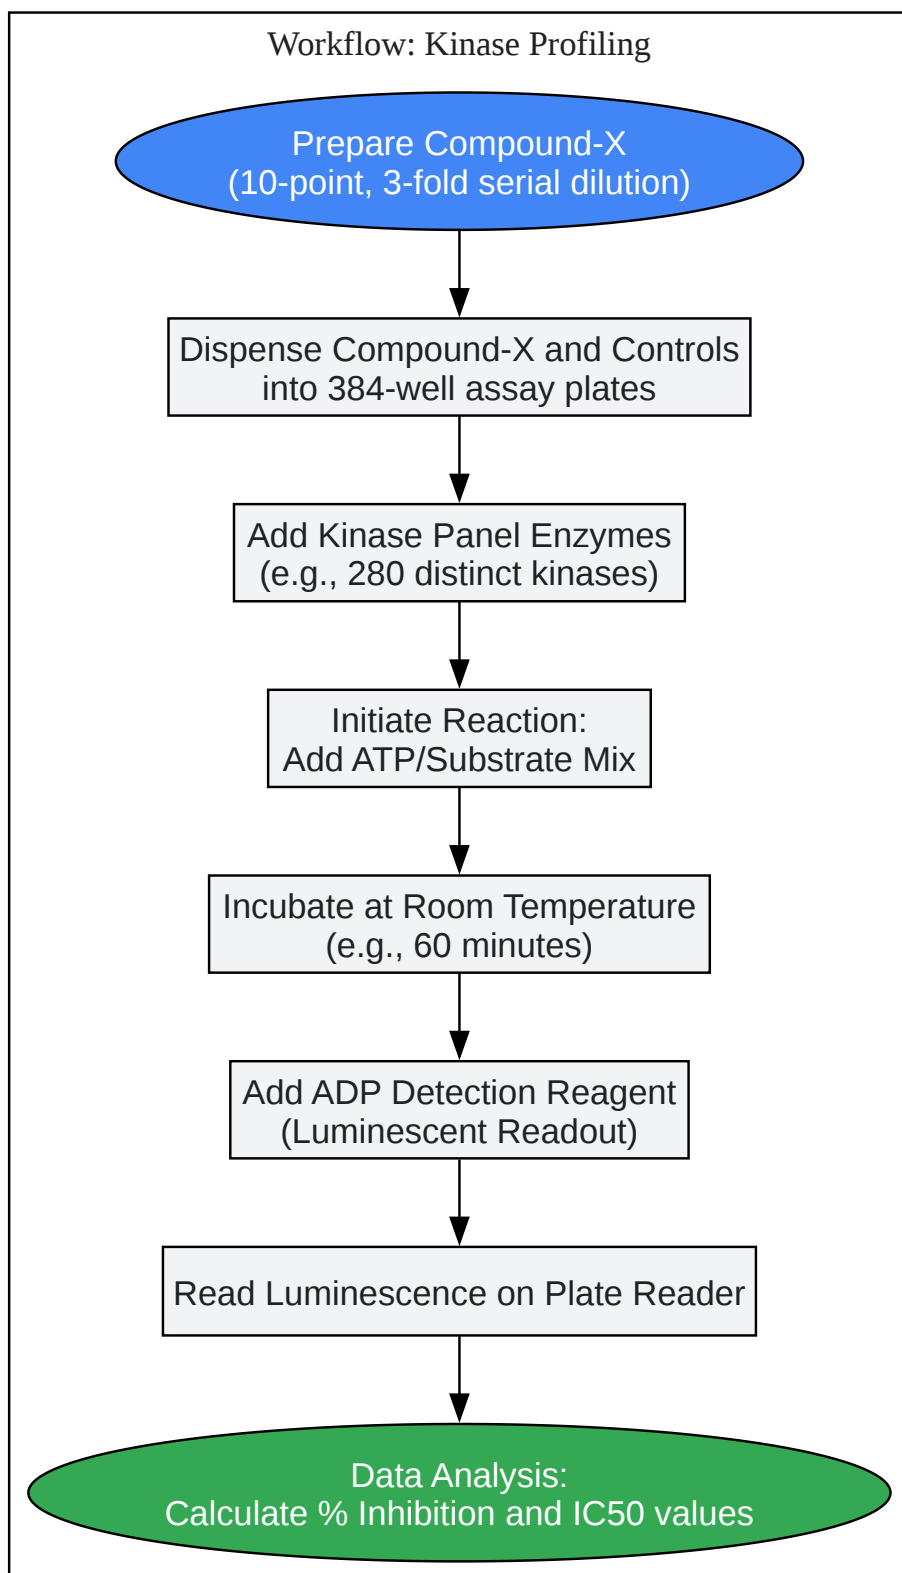 Workflow: Kinase Profiling
Prepare Compound-X
(10-point, 3-fold serial dilution)
Dispense Compound-X and Controls
into 384-well assay plates
Add Kinase Panel Enzymes
(e.g., 280 distinct kinases)
Initiate Reaction:
Add ATP/Substrate Mix
Incubate at Room Temperature
(e.g., 60 minutes)
Add ADP Detection Reagent
(Luminescent Readout)
Read Luminescence on Plate Reader
Data Analysis:
Calculate % Inhibition and IC50 values